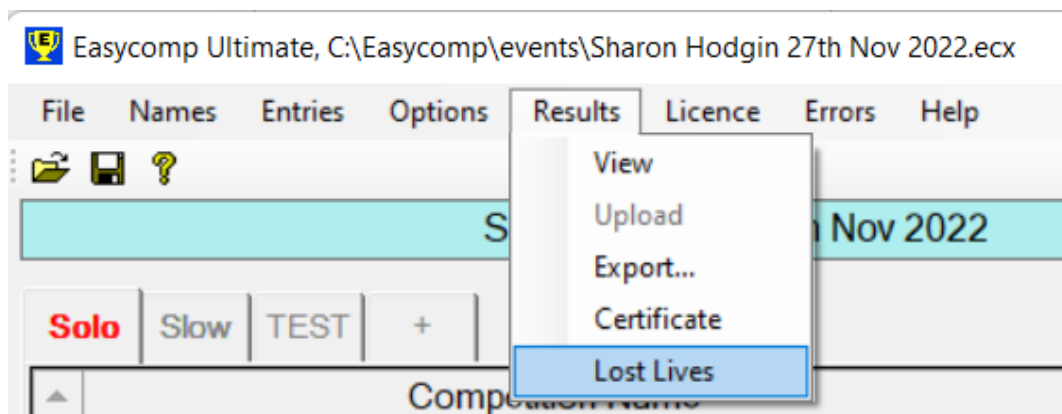 Easycomp Ultimate, C:\Easycomp\events\Sharon Hodgin 27th Nov 2022.ecx
File Names Entries Options Results Licence Errors Help
View
Upload
Nov 2022
Export...
Solo Slow TEST +
Certificate
Lost Lives